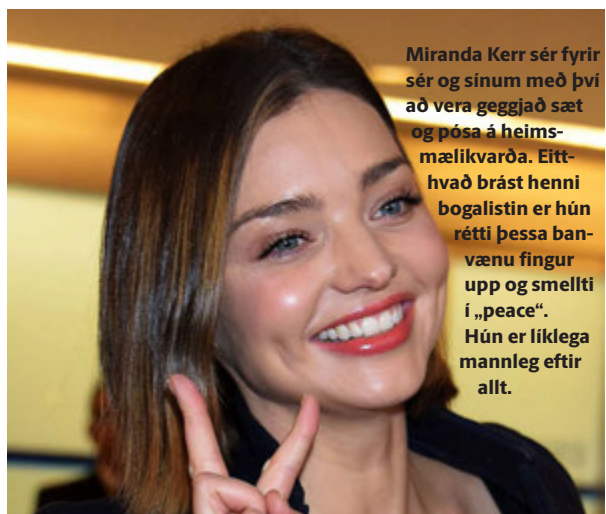 Miranda Kerr sér fyrir
sér og sínum með því
að vera geggjað sæt
og pósa á heims-
mælikvarða. Eitt-
hvað brást henni
bogalistin er hún
rétti þessa ban-
vænu fingur
upp og smellti
í „peace“.
Hún er líklega
mannleg eftir
allt.